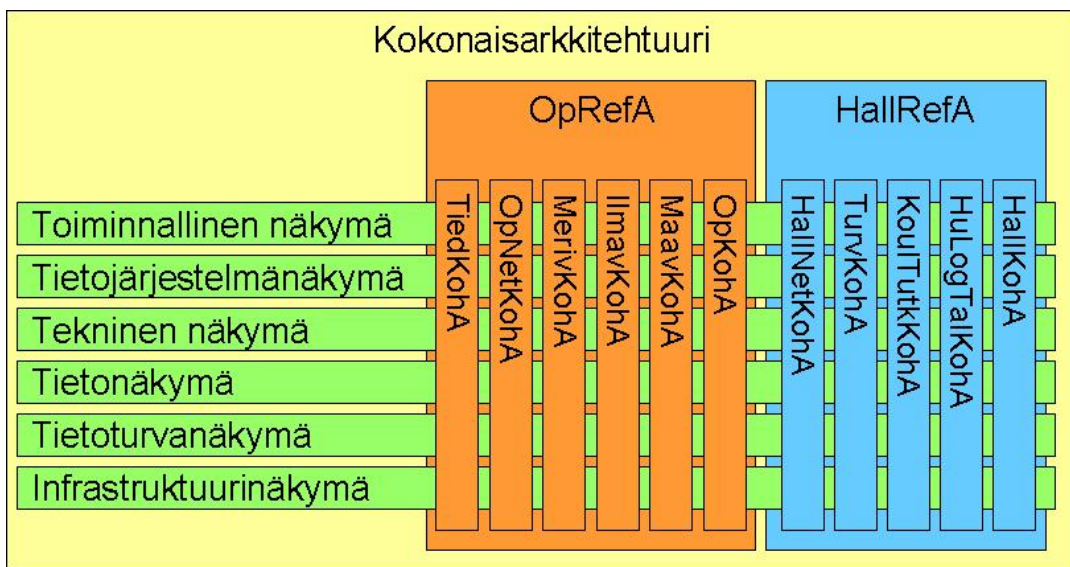 Kokonaisarkkitehtuuri
OpRefA
HallRefA
Toiminnallinen näkymä
Tietojärjestelmänäkymä
Tekninen näkymä
Tietonäkymä
Tietoturvanäkymä
Infrastruktuurinäkymä
TiedKohA
OpNetKohA
MerivKohA
IlmavKohA
MaavKohA
OpKohA
HallNetKohA
TurvKohA
KoulTutkKohA
HuLogTalKohA
HallKohA